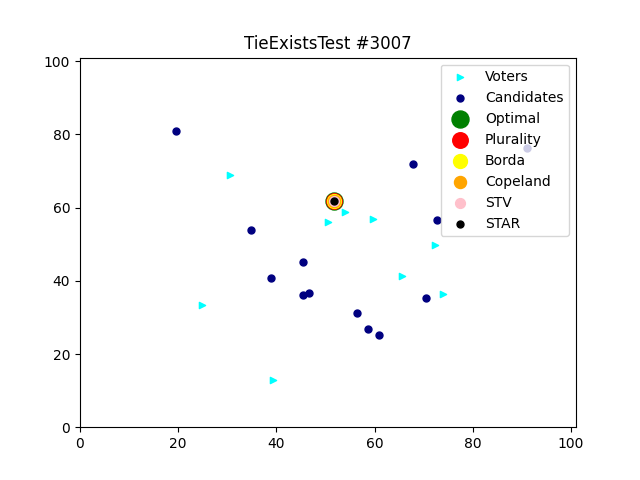 TieExistsTest #3007
100
80
60
40
20
0
0 20 40 60 80 100
Voters
Candidates
Optimal
Plurality
Borda
Copeland
STV
STAR